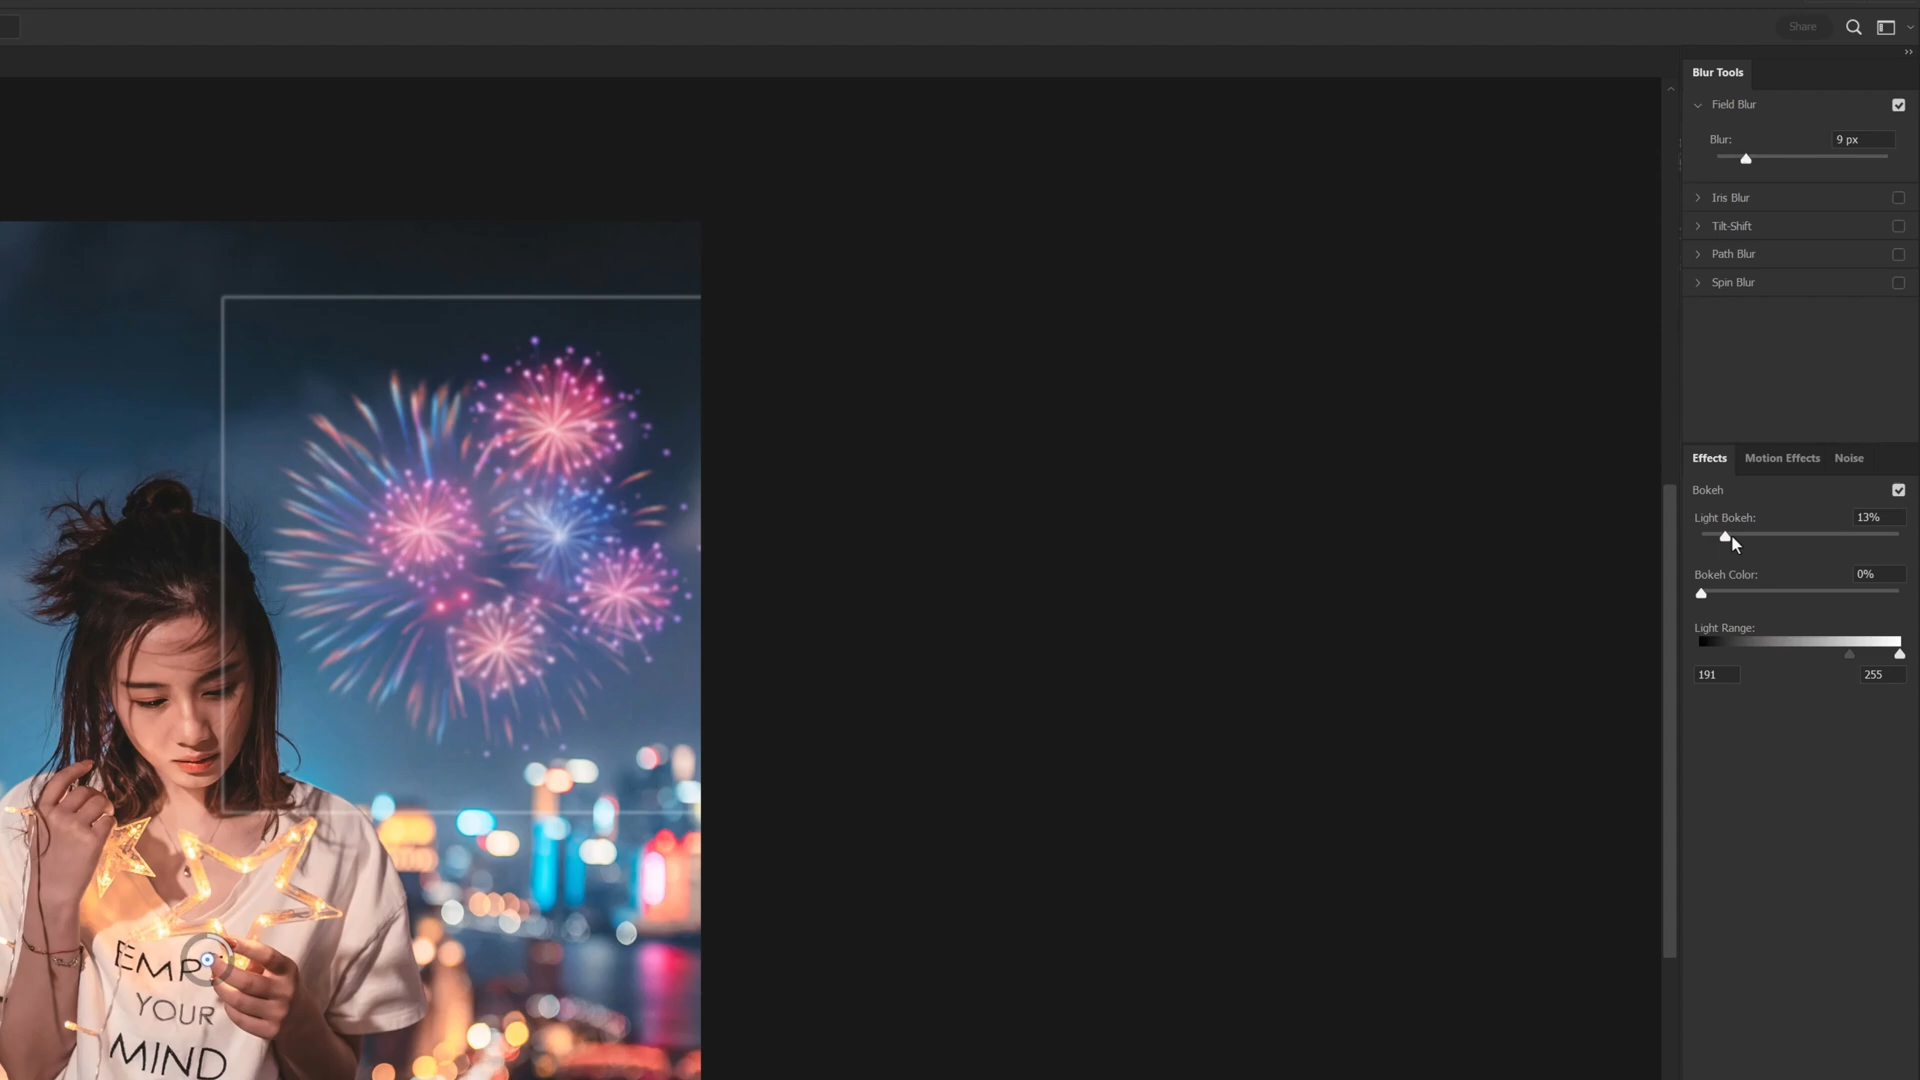 Share
Blur Tools
Field Blur
Blur:
9 px
Iris Blur
Tilt-Shift
Path Blur
Spin Blur
Effects
Motion Effects
Noise
Bokeh
Light Bokeh:
13%
Bokeh Color:
0%
Light Range:
191
255
EMP
YOUR
MIND